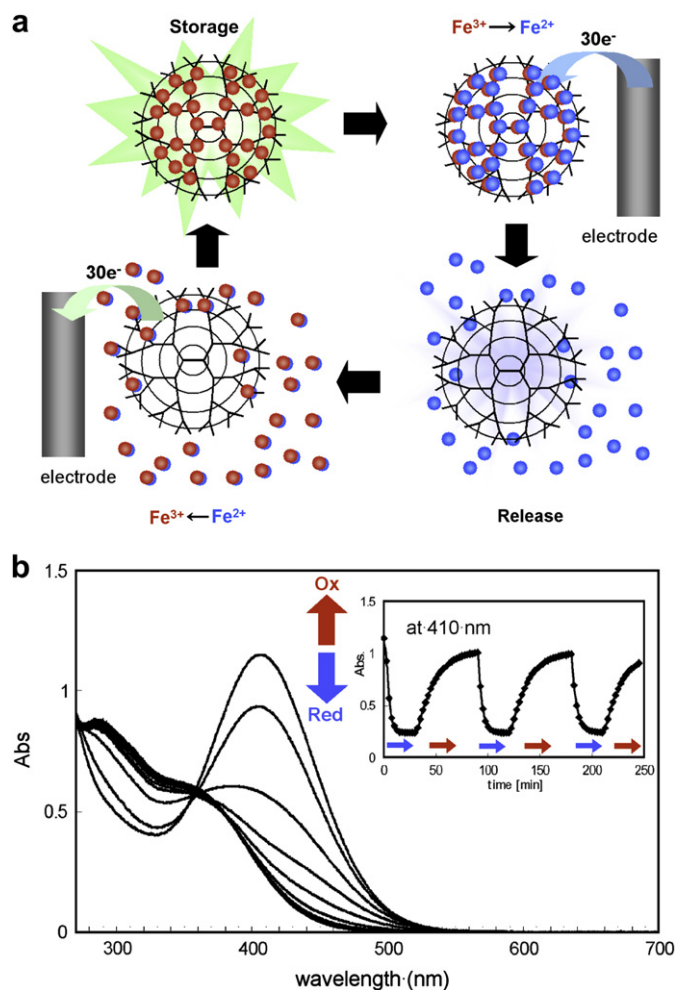 a
Storage
Fe³⁺ → Fe²⁺
30e⁻
electrode
30e⁻
electrode
Fe³⁺ ← Fe²⁺
Release
b
1.5
1
0.5
0
Abs
Ox
Red
1.5
1
0.5
0
Abs.
at·410·nm
0 50 100 150 200 250
time [min]
300 400 500 600 700
wavelength·(nm)